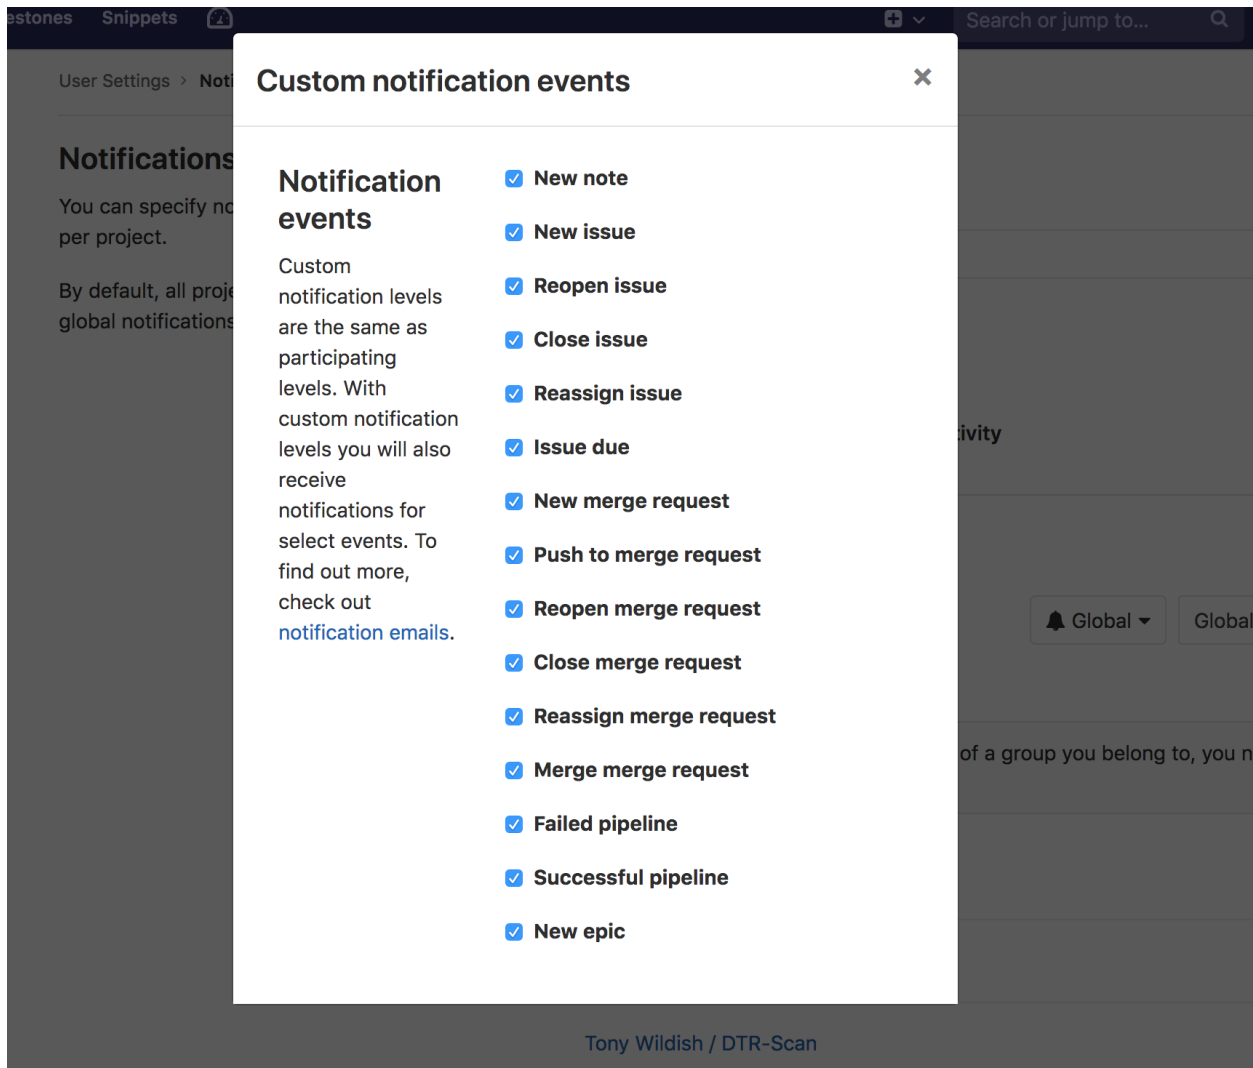 estones Snippets
Search or jump to...
User Settings > Noti
Notifications
You can specify no
per project.
By default, all proje
global notifications
Custom notification events
Notification
events
Custom
notification levels
are the same as
participating
levels. With
custom notification
levels you will also
receive
notifications for
select events. To
find out more,
check out
notification emails.
New note
New issue
Reopen issue
Close issue
Reassign issue
Issue due
New merge request
Push to merge request
Reopen merge request
Close merge request
Reassign merge request
Merge merge request
Failed pipeline
Successful pipeline
New epic
tivity
Global Global
of a group you belong to, you n
Tony Wildish / DTR-Scan